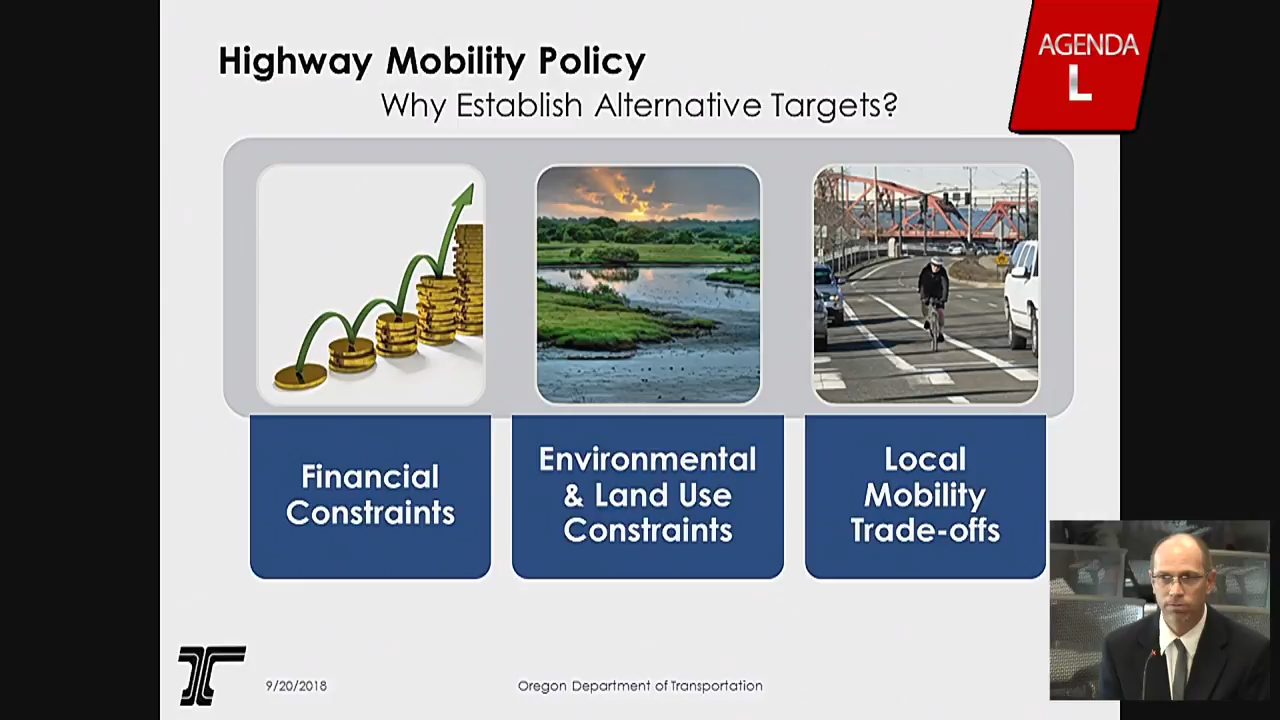 Highway Mobility Policy
Why Establish Alternative Targets?
AGENDA
L
Financial
Constraints
Environmental
& Land Use
Constraints
Local
Mobility
Trade-offs
9/20/2018
Oregon Department of Transportation